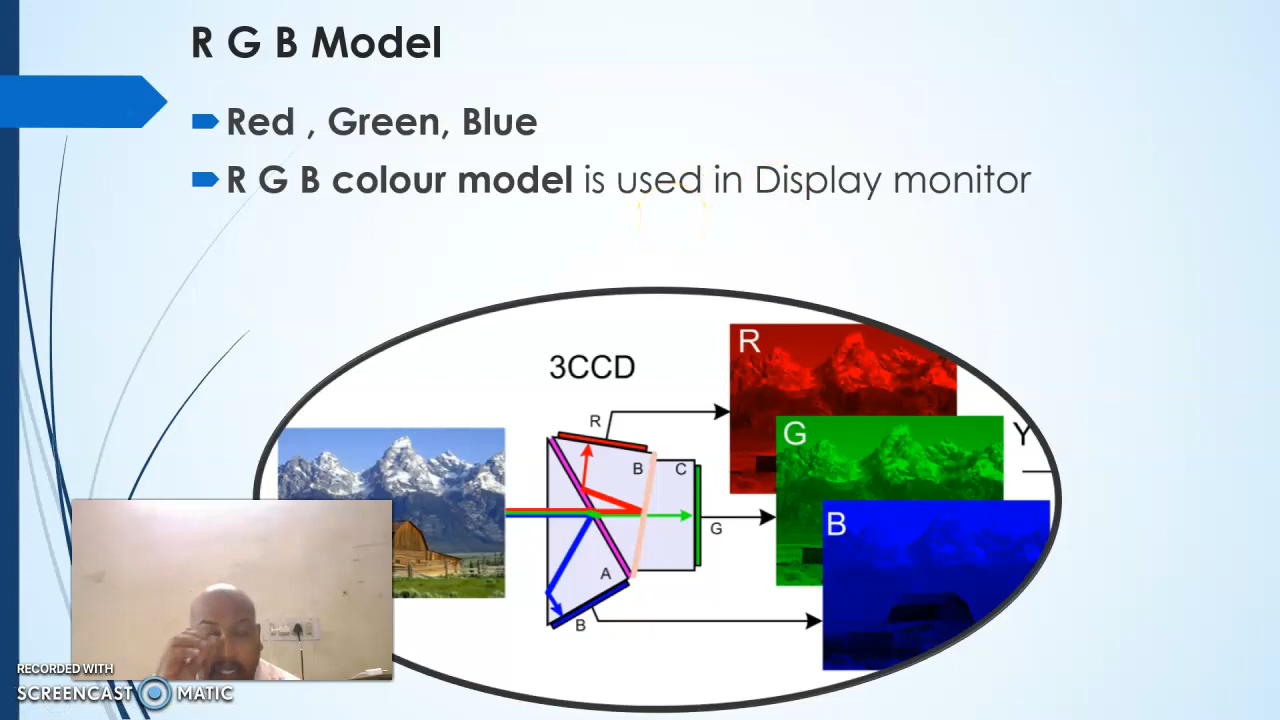 R G B Model
Red , Green, Blue
R G B colour model is used in Display monitor
3CCD
R
R
B
C
G
Y
G
B
A
B
RECORDED WITH
SCREENCAST MATIC